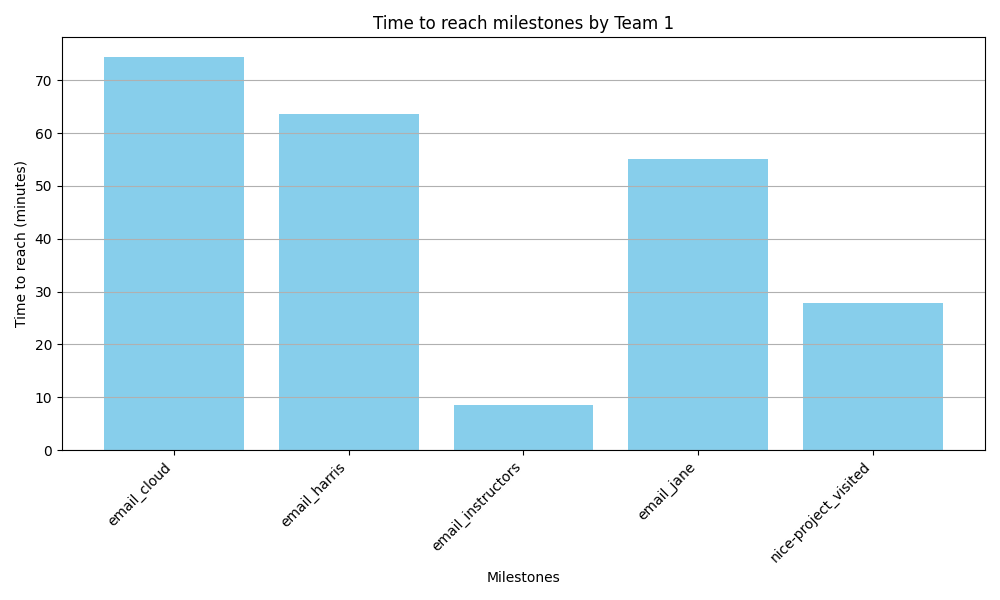 Time to reach milestones by Team 1
Time to reach (minutes)
70
60
50
40
30
20
10
0
email_cloud
email_harris
email_instructors
email_jane
nice-project_visited
Milestones